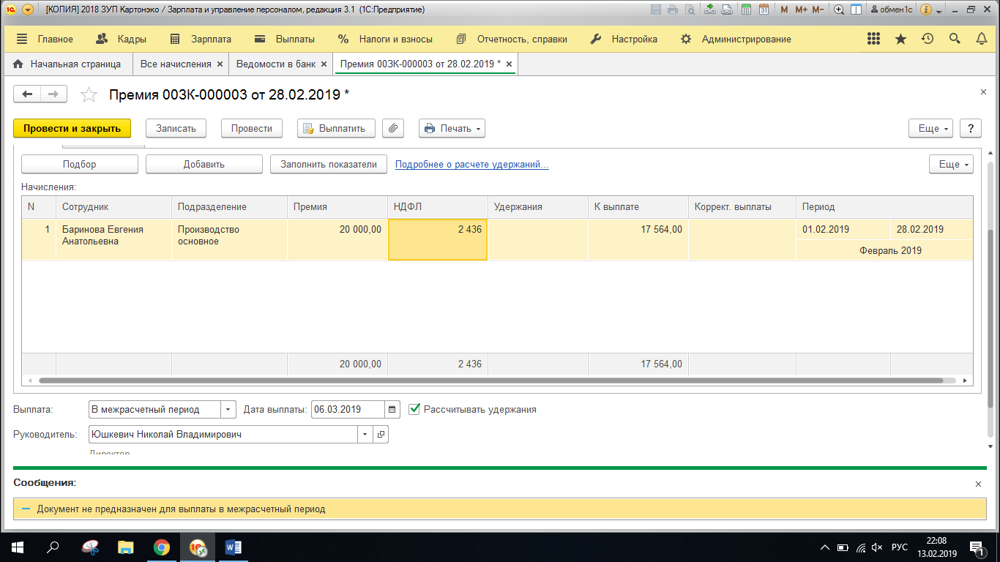 [КОПИЯ] 2018 ЗУП Картонэко / Зарплата и управление персоналом, редакция 3.1 (1С:Предприятие)
М М+ М- обмен1с
Главное Кадры Зарплата Выплаты Налоги и взносы Отчетность, справки Настройка Администрирование
Начальная страница Все начисления × Ведомости в банк × Премия 003К-000003 от 28.02.2019 * ×
Премия 003К-000003 от 28.02.2019 *
Провести и закрыть Записать Провести Выплатить Печать Еще ?
Подбор Добавить Заполнить показатели Подробнее о расчете удержаний... Еще
Начисления:
N Сотрудник Подразделение Премия НДФЛ Удержания К выплате Коррект. выплаты Период
1 Баринова Евгения Производство 20 000,00 2 436 17 564,00 01.02.2019 28.02.2019
Анатольевна основное
Февраль 2019
20 000,00 2 436 17 564,00
Выплата: В межрасчетный период Дата выплаты: 06.03.2019 Рассчитывать удержания
Руководитель: Юшкевич Николай Владимирович
Директор
Сообщения:
Документ не предназначен для выплаты в межрасчетный период
РУС 22:08
13.02.2019 1